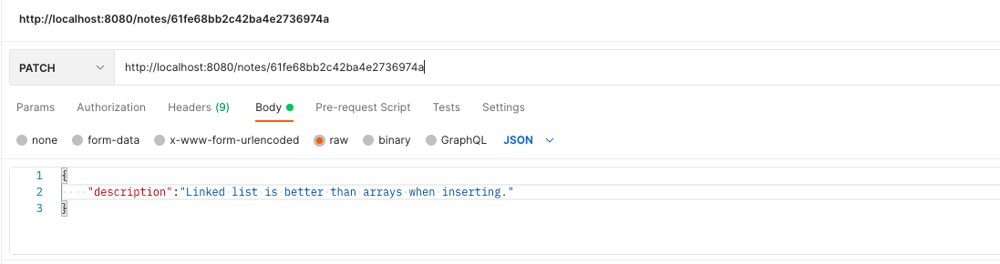 http://localhost:8080/notes/61fe68bb2c42ba4e2736974a
PATCH http://localhost:8080/notes/61fe68bb2c42ba4e2736974a
Params Authorization Headers (9) Body Pre-request Script Tests Settings
none form-data x-www-form-urlencoded raw binary GraphQL JSON
1 {
2 "description":"Linked list is better than arrays when inserting."
3 }